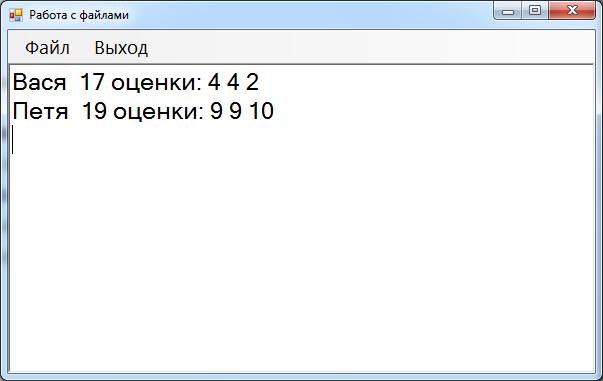 Работа с файлами
Файл Выход
Вася 17 оценки: 4 4 2
Петя 19 оценки: 9 9 10